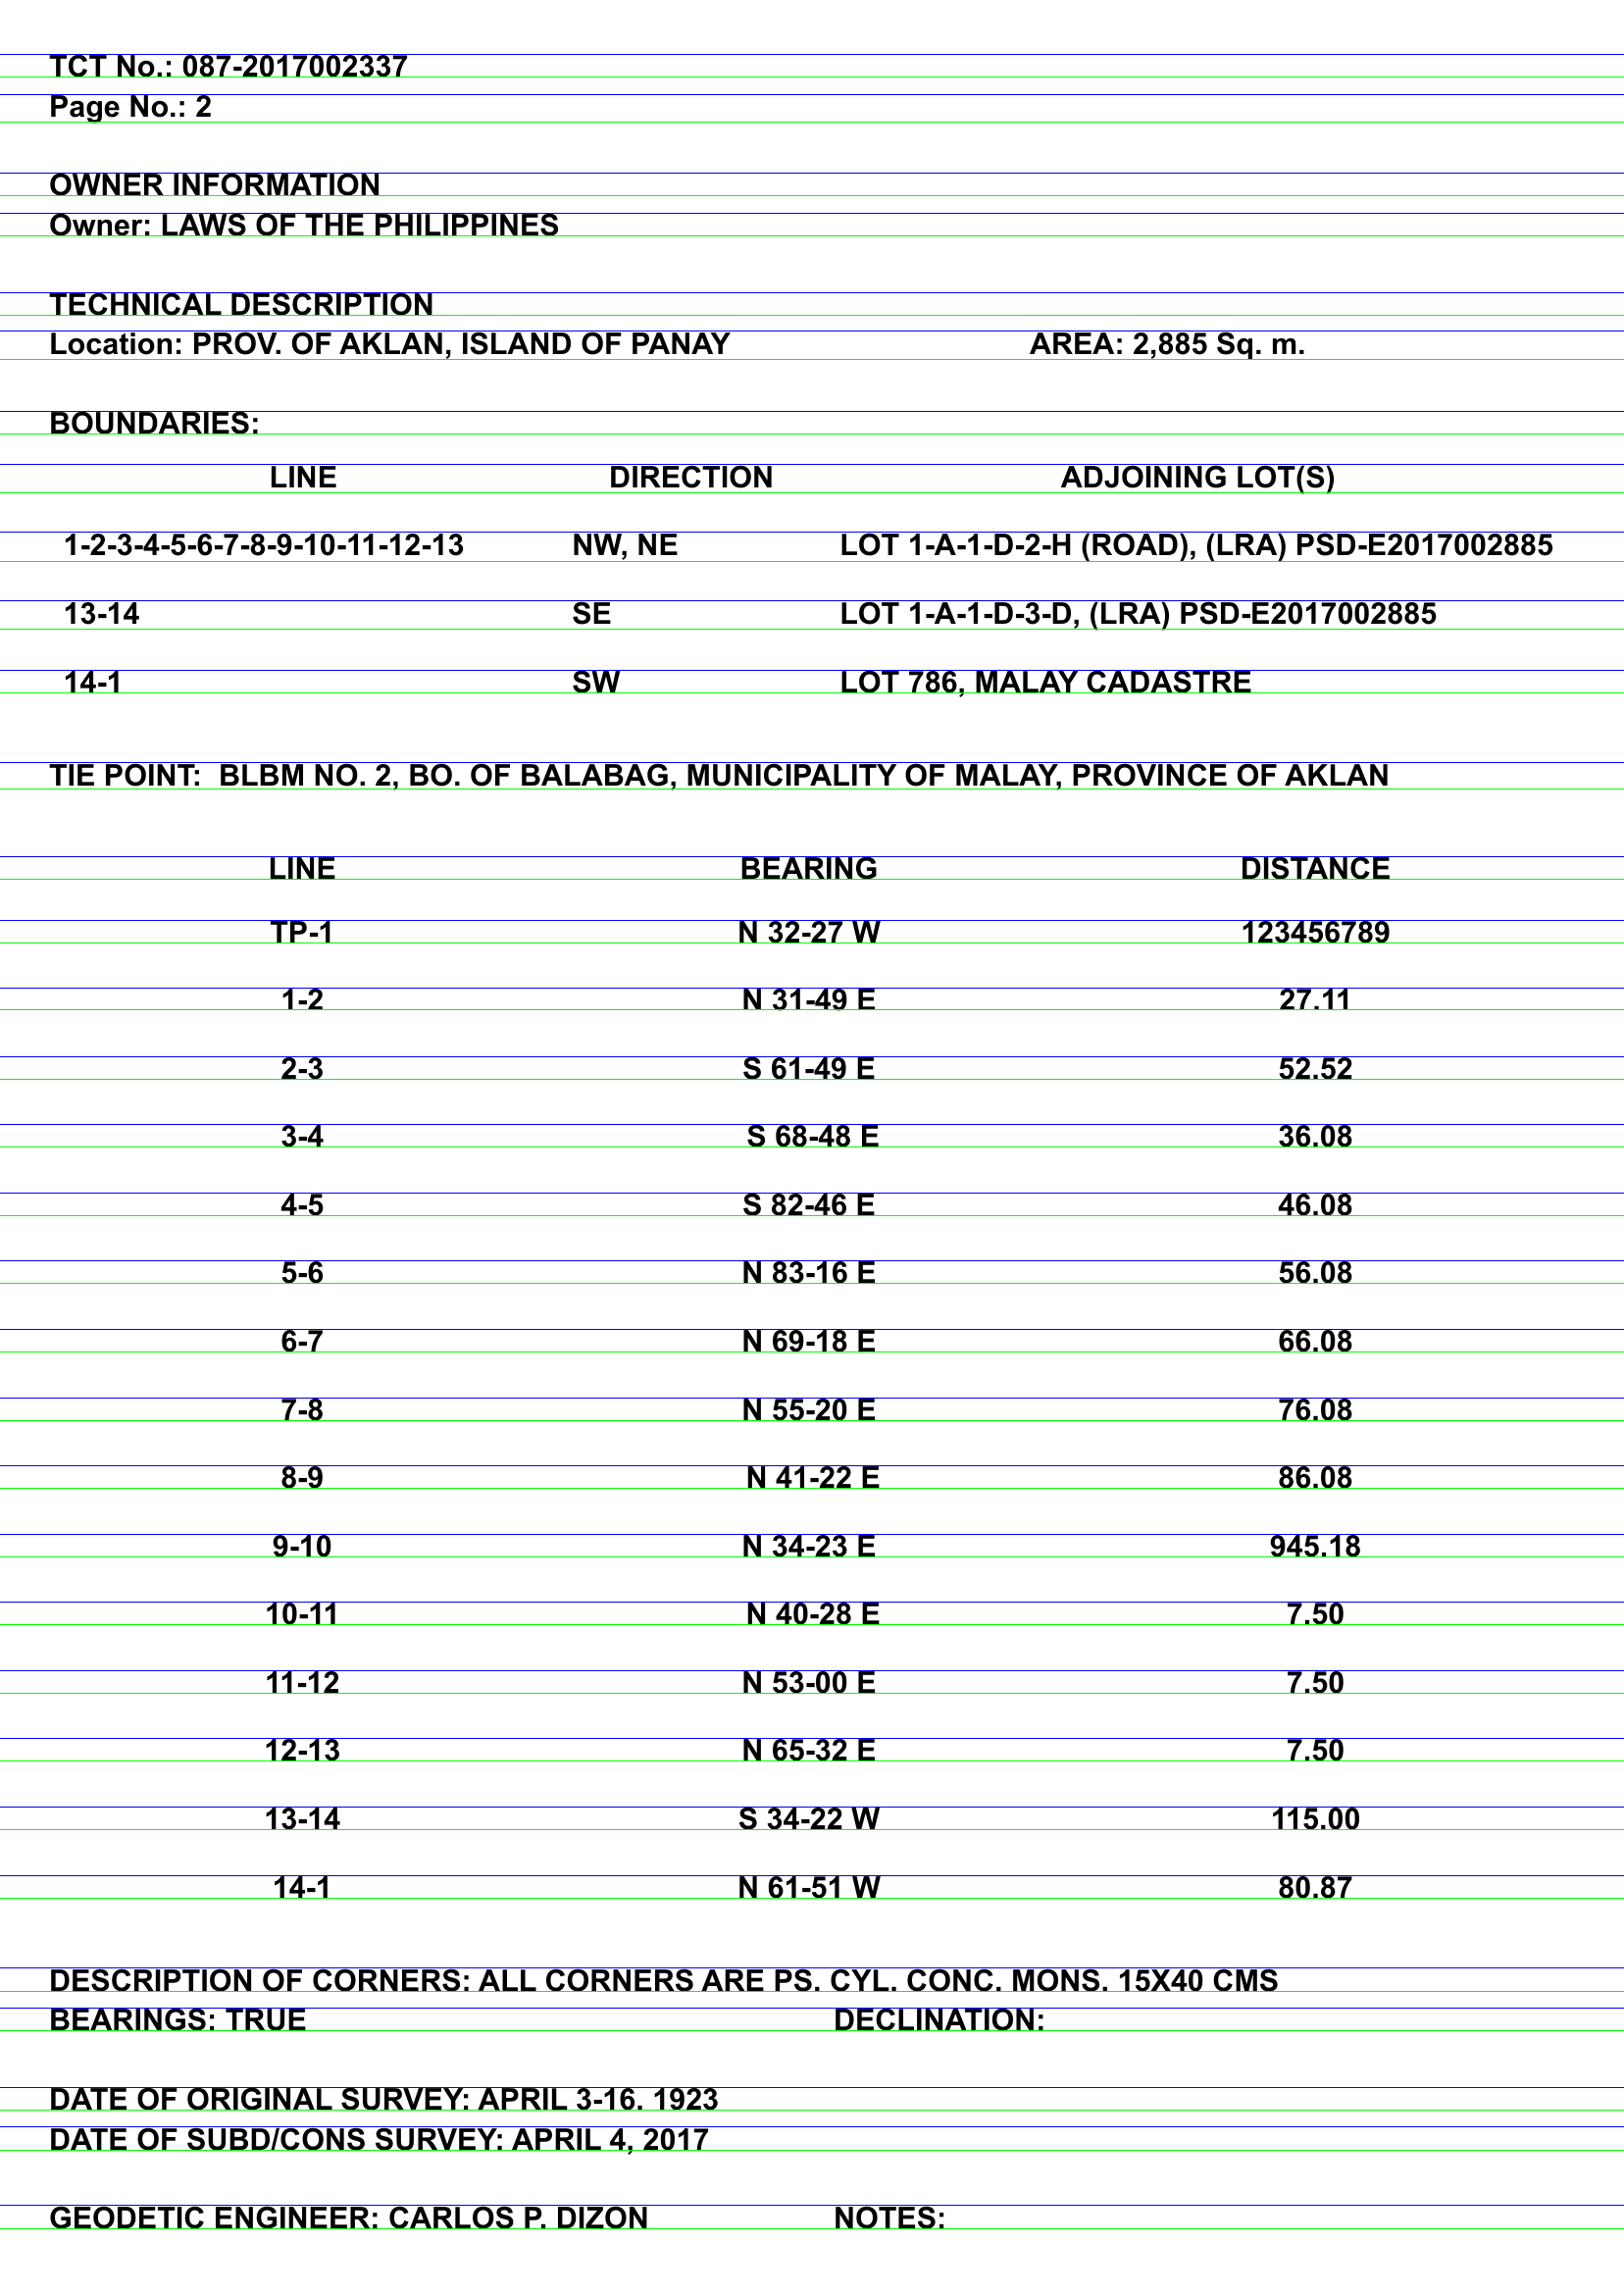 TCT No.: 087-2017002337
Page No.: 2
OWNER INFORMATION
Owner: LAWS OF THE PHILIPPINES
TECHNICAL DESCRIPTION
Location: PROV. OF AKLAN, ISLAND OF PANAY AREA: 2,885 Sq. m.
BOUNDARIES:
LINE DIRECTION ADJOINING LOT(S)
1-2-3-4-5-6-7-8-9-10-11-12-13 NW, NE LOT 1-A-1-D-2-H (ROAD), (LRA) PSD-E2017002885
13-14 SE LOT 1-A-1-D-3-D, (LRA) PSD-E2017002885
14-1 SW LOT 786, MALAY CADASTRE
TIE POINT: BLBM NO. 2, BO. OF BALABAG, MUNICIPALITY OF MALAY, PROVINCE OF AKLAN
LINE BEARING DISTANCE
TP-1 N 32-27 W 123456789
1-2 N 31-49 E 27.11
2-3 S 61-49 E 52.52
3-4 S 68-48 E 36.08
4-5 S 82-46 E 46.08
5-6 N 83-16 E 56.08
6-7 N 69-18 E 66.08
7-8 N 55-20 E 76.08
8-9 N 41-22 E 86.08
9-10 N 34-23 E 945.18
10-11 N 40-28 E 7.50
11-12 N 53-00 E 7.50
12-13 N 65-32 E 7.50
13-14 S 34-22 W 115.00
14-1 N 61-51 W 80.87
DESCRIPTION OF CORNERS: ALL CORNERS ARE PS. CYL. CONC. MONS. 15X40 CMS
BEARINGS: TRUE DECLINATION:
DATE OF ORIGINAL SURVEY: APRIL 3-16. 1923
DATE OF SUBD/CONS SURVEY: APRIL 4, 2017
GEODETIC ENGINEER: CARLOS P. DIZON NOTES: